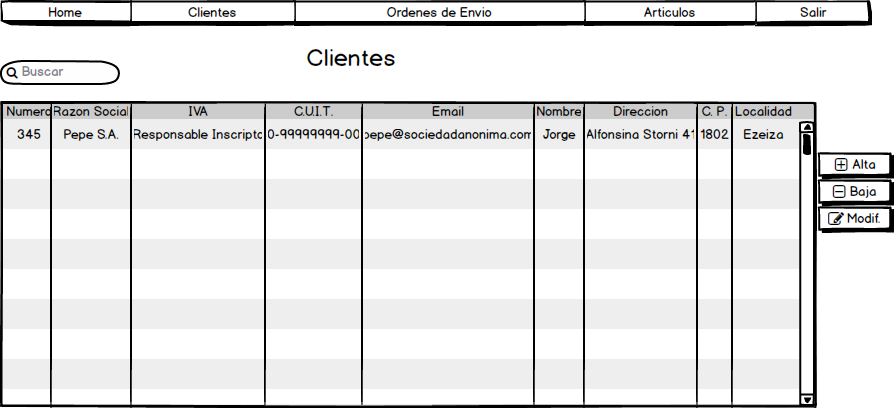 Home Clientes Ordenes de Envio Articulos Salir
Clientes
Buscar
Numero Razon Social IVA C.U.I.T. Email Nombre Direccion C. P. Localidad
345 Pepe S.A. Responsable Inscripto 0-99999999-00 pepe@sociedadanonima.com Jorge Alfonsina Storni 41 1802 Ezeiza
Alta
Baja
Modif.